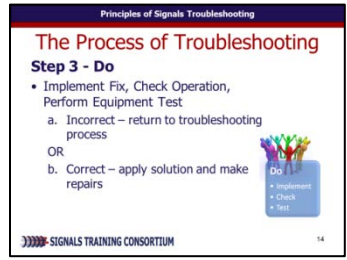 Principles of Signals Troubleshooting
The Process of Troubleshooting
Step 3 - Do
• Implement Fix, Check Operation,
Perform Equipment Test
a. Incorrect – return to troubleshooting
process
OR
b. Correct – apply solution and make
repairs
Do
• Implement
• Check
• Test
SIGNALS TRAINING CONSORTIUM
14